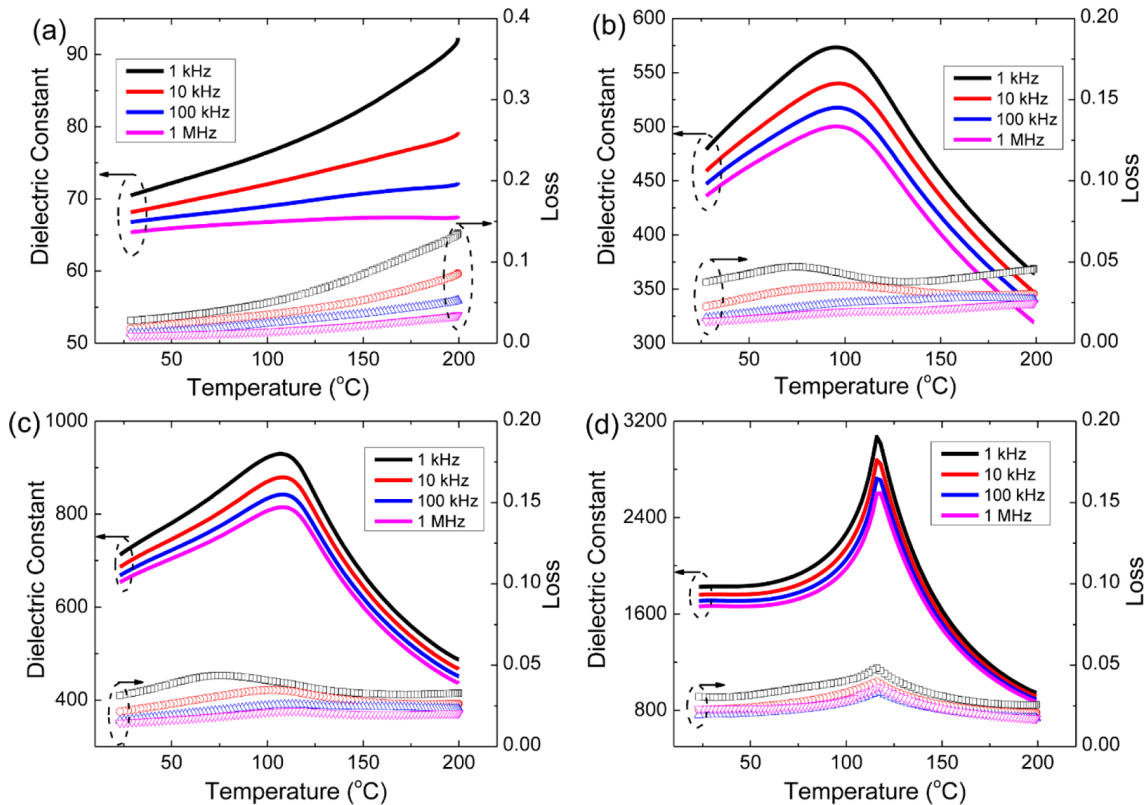 (a)
1 kHz
10 kHz
100 kHz
1 MHz
Dielectric Constant
90
80
70
60
50
Loss
0.4
0.3
0.2
0.1
0.0
50
100
150
200
Temperature (°C)
(b)
1 kHz
10 kHz
100 kHz
1 MHz
Dielectric Constant
600
575
550
525
500
475
450
425
400
375
350
325
300
Loss
0.20
0.15
0.10
0.05
0.00
50
100
150
200
Temperature (°C)
(c)
1 kHz
10 kHz
100 kHz
1 MHz
Dielectric Constant
1000
800
600
400
Loss
0.20
0.15
0.10
0.05
0.00
50
100
150
200
Temperature (°C)
(d)
1 kHz
10 kHz
100 kHz
1 MHz
Dielectric Constant
3200
2400
1600
800
Loss
0.20
0.15
0.10
0.05
0.00
50
100
150
200
Temperature (°C)